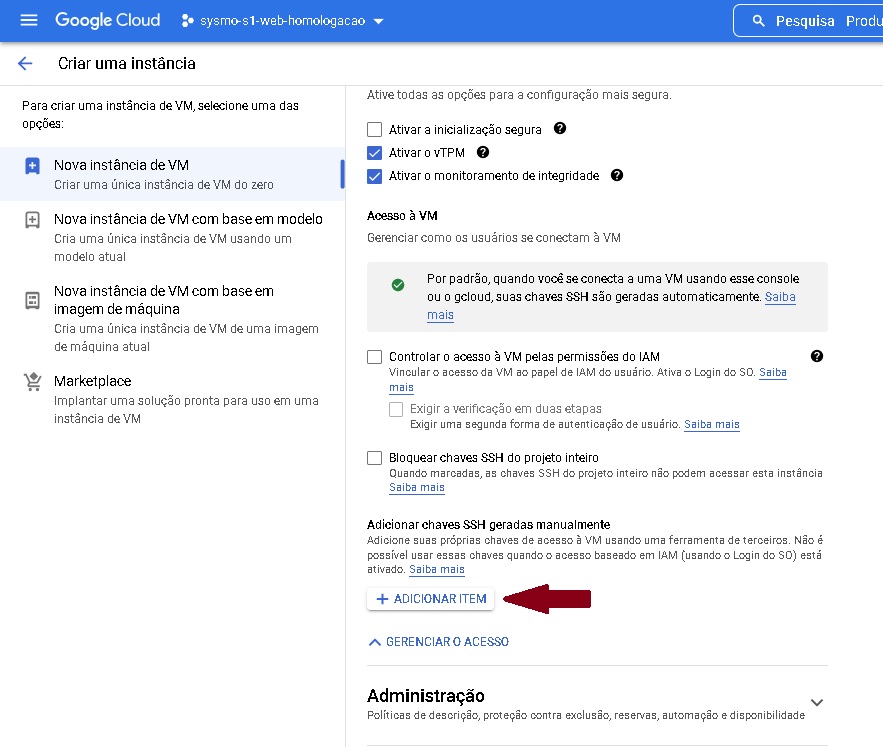 Google Cloud
sysmo-s1-web-homologacao
Pesquisa Produ
Criar uma instância
Para criar uma instância de VM, selecione uma das
opções:
Nova instância de VM
Criar uma única instância de VM do zero
Nova instância de VM com base em modelo
Cria uma única instância de VM usando um
modelo atual
Nova instância de VM com base em
imagem de máquina
Cria uma única instância de VM de uma imagem
de máquina atual
Marketplace
Implantar uma solução pronta para uso em uma
instância de VM
Ative todas as opções para a configuração mais segura.
Ativar a inicialização segura
Ativar o vTPM
Ativar o monitoramento de integridade
Acesso à VM
Gerenciar como os usuários se conectam à VM
Por padrão, quando você se conecta a uma VM usando esse console
ou o gcloud, suas chaves SSH são geradas automaticamente. Saiba
mais
Controlar o acesso à VM pelas permissões do IAM
Vincular o acesso da VM ao papel de IAM do usuário. Ativa o Login do SO. Saiba
mais
Exigir a verificação em duas etapas
Exigir uma segunda forma de autenticação de usuário. Saiba mais
Bloquear chaves SSH do projeto inteiro
Quando marcadas, as chaves SSH do projeto inteiro não podem acessar esta instância
Saiba mais
Adicionar chaves SSH geradas manualmente
Adicione suas próprias chaves de acesso à VM usando uma ferramenta de terceiros. Não é
possível usar essas chaves quando o acesso baseado em IAM (usando o Login do SO) está
ativado. Saiba mais
+ ADICIONAR ITEM
GERENCIAR O ACESSO
Administração
Políticas de descrição, proteção contra exclusão, reservas, automação e disponibilidade